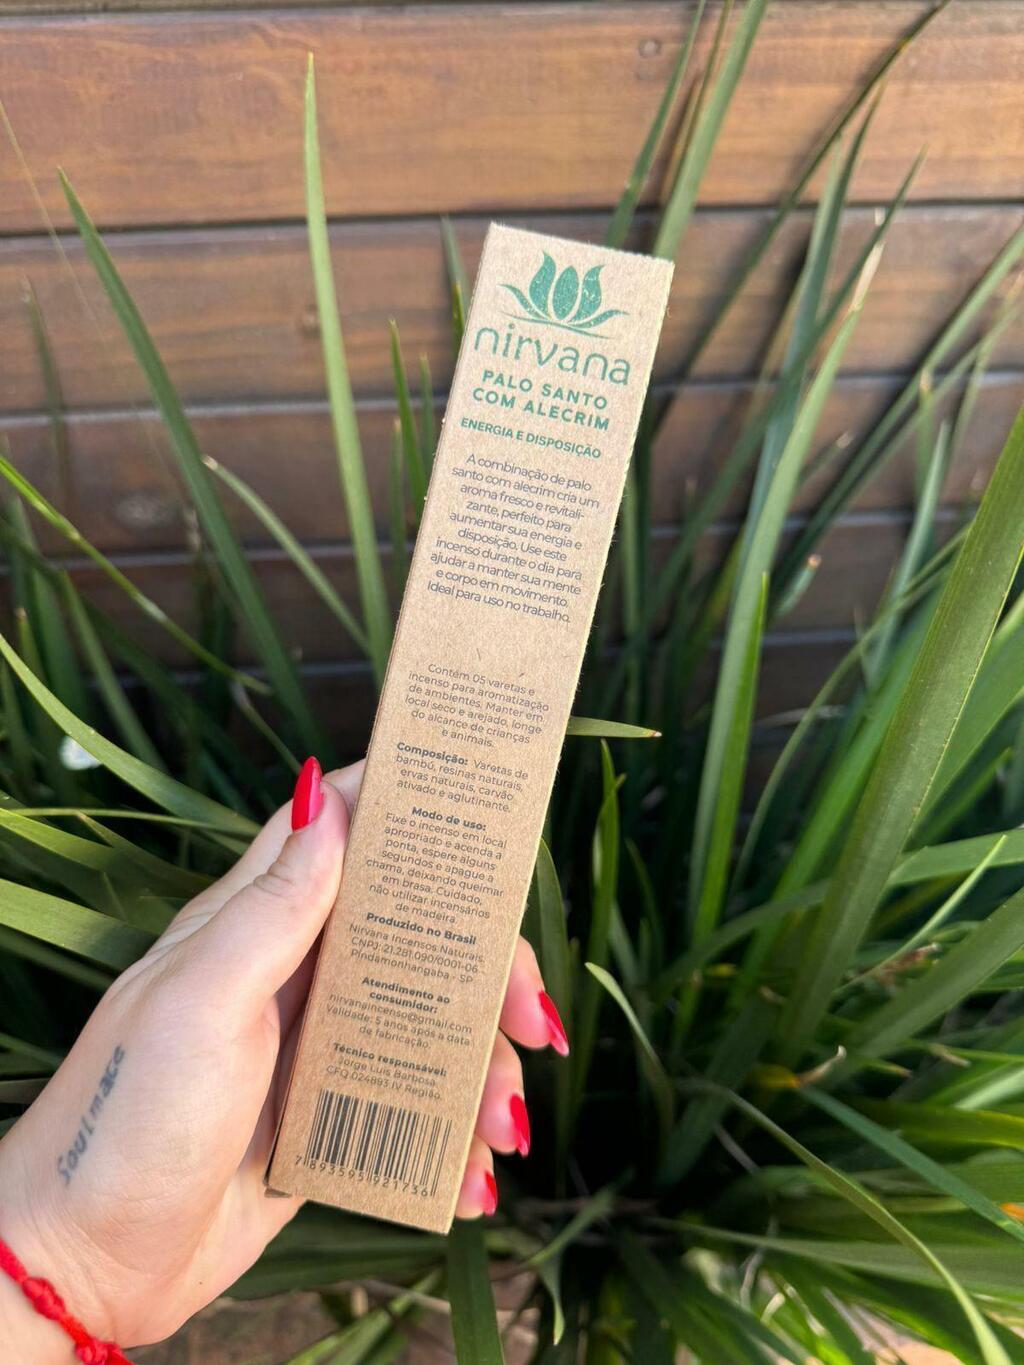 nirvana
PALO SANTO
COM ALECRIM
ENERGIA E DISPOSIÇÃO
A combinação de palo
santo com alecrim cria um
aroma fresco e revitali-
zante, perfeito para
aumentar sua energia e
disposição. Use este
incenso durante o dia para
ajudar a manter sua mente
e corpo em movimento.
Ideal para uso no trabalho.
Contém 05 varetas e
incenso para aromatização
de ambientes. Manter em
local seco e arejado, longe
do alcance de crianças
e animais.
Composição: Varetas de
bambú, resinas naturais,
ervas naturais, carvão
ativado e aglutinante.
Modo de uso:
Fixe o incenso em local
apropriado e acenda a
ponta, espere alguns
segundos e apague a
chama, deixando queimar
em brasa. Cuidado,
não utilizar incensários
de madeira.
Produzido no Brasil
Nirvana Incensos Naturais.
CNPJ: 21.281.090/0001-06
Pindamonhangaba - SP
Atendimento ao
consumidor:
nirvanaincenso@gmail.com
Validade: 5 anos após a data
de fabricação.
Técnico responsável:
Jorge Luis Barbosa
CFQ 024893 IV Região.
7 893595 921736
Soulmate